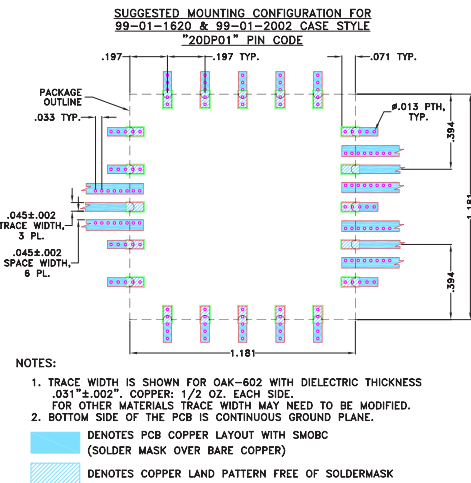 SUGGESTED MOUNTING CONFIGURATION FOR
99-01-1620 & 99-01-2002 CASE STYLE
"20DP01" PIN CODE
.197
.197 TYP.
.071 TYP.
PACKAGE
OUTLINE
.033 TYP.
ø.013 PTH,
TYP.
.394
1.181
.045±.002
TRACE WIDTH,
3 PL.
.045±.002
SPACE WIDTH,
6 PL.
.394
1.181
NOTES:
1. TRACE WIDTH IS SHOWN FOR OAK-602 WITH DIELECTRIC THICKNESS
.031"±.002". COPPER: 1/2 OZ. EACH SIDE.
FOR OTHER MATERIALS TRACE WIDTH MAY NEED TO BE MODIFIED.
2. BOTTOM SIDE OF THE PCB IS CONTINUOUS GROUND PLANE.
DENOTES PCB COPPER LAYOUT WITH SMOBC
(SOLDER MASK OVER BARE COPPER)
DENOTES COPPER LAND PATTERN FREE OF SOLDERMASK